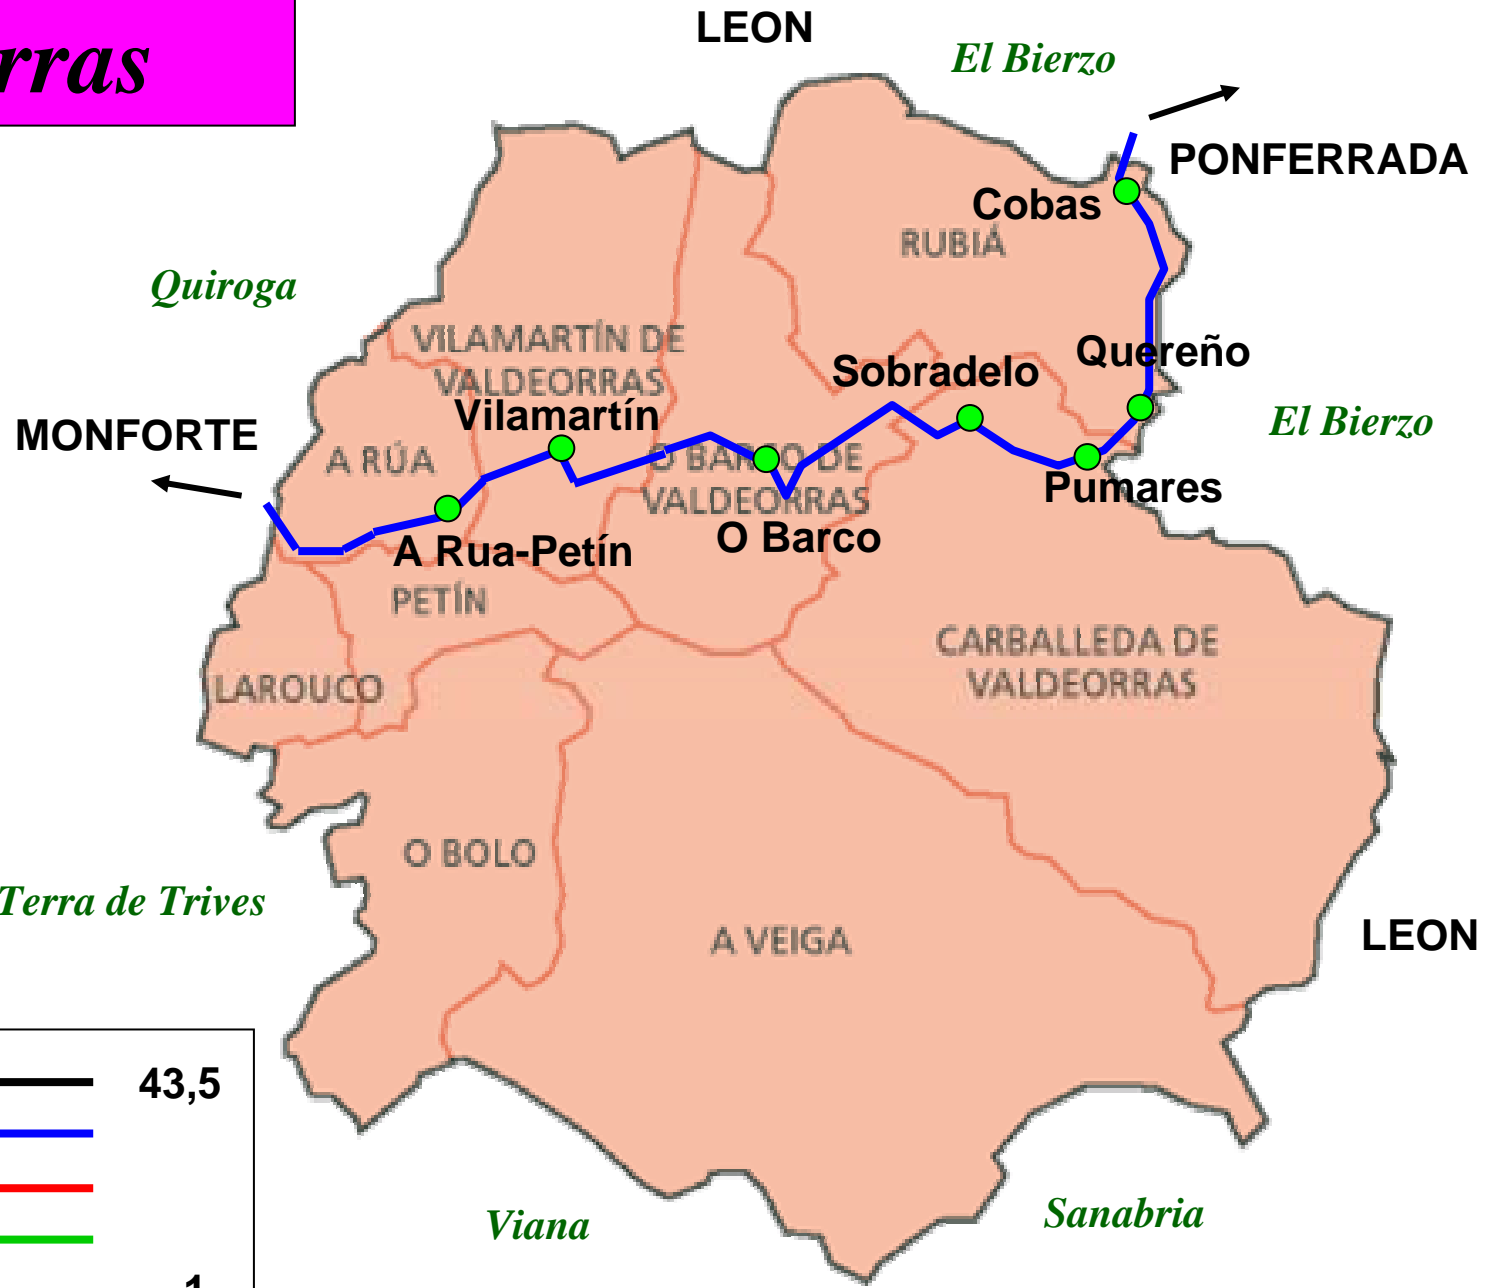 rras
LEON
El Bierzo
PONFERRADA
Cobas
RUBIÁ
Quiroga
VILAMARTÍN DE
VALDEORRAS
Quereño
Sobradelo
Vilamartín
El Bierzo
MONFORTE
A RÚA
O BARCO DE
VALDEORRAS
Pumares
O Barco
A Rua-Petín
PETÍN
CARBALLEDA DE
VALDEORRAS
LAROUCO
O BOLO
Terra de Trives
A VEIGA
LEON
43,5
Viana
Sanabria
1